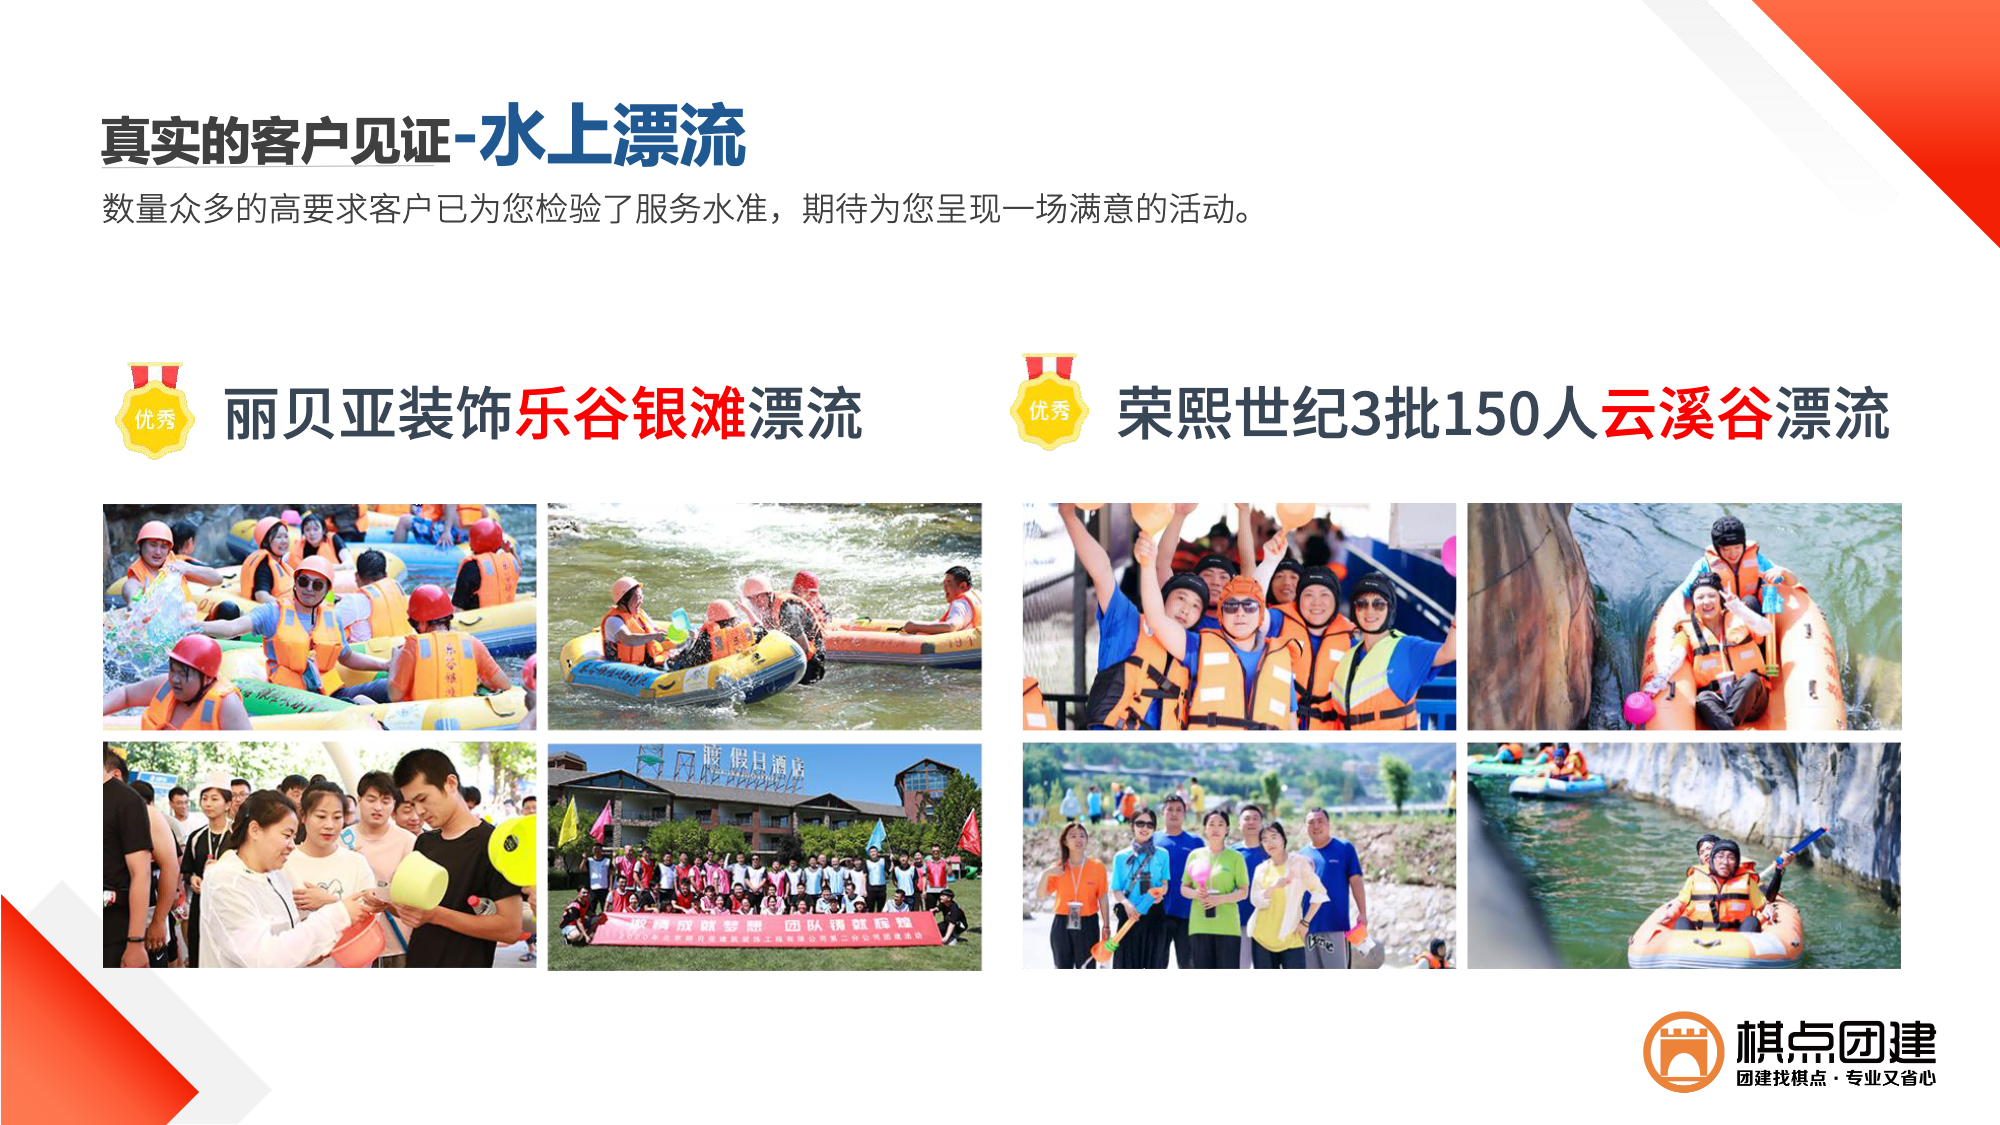 真实的客户见证-水上漂流
数量众多的高要求客户已为您检验了服务水准，期待为您呈现一场满意的活动。
优秀
丽贝亚装饰乐谷银滩漂流
优秀
荣熙世纪3批150人云溪谷漂流
一渡假日酒店
激情成就梦想 团队铸就辉煌
棋点团建
团建找棋点·专业又省心